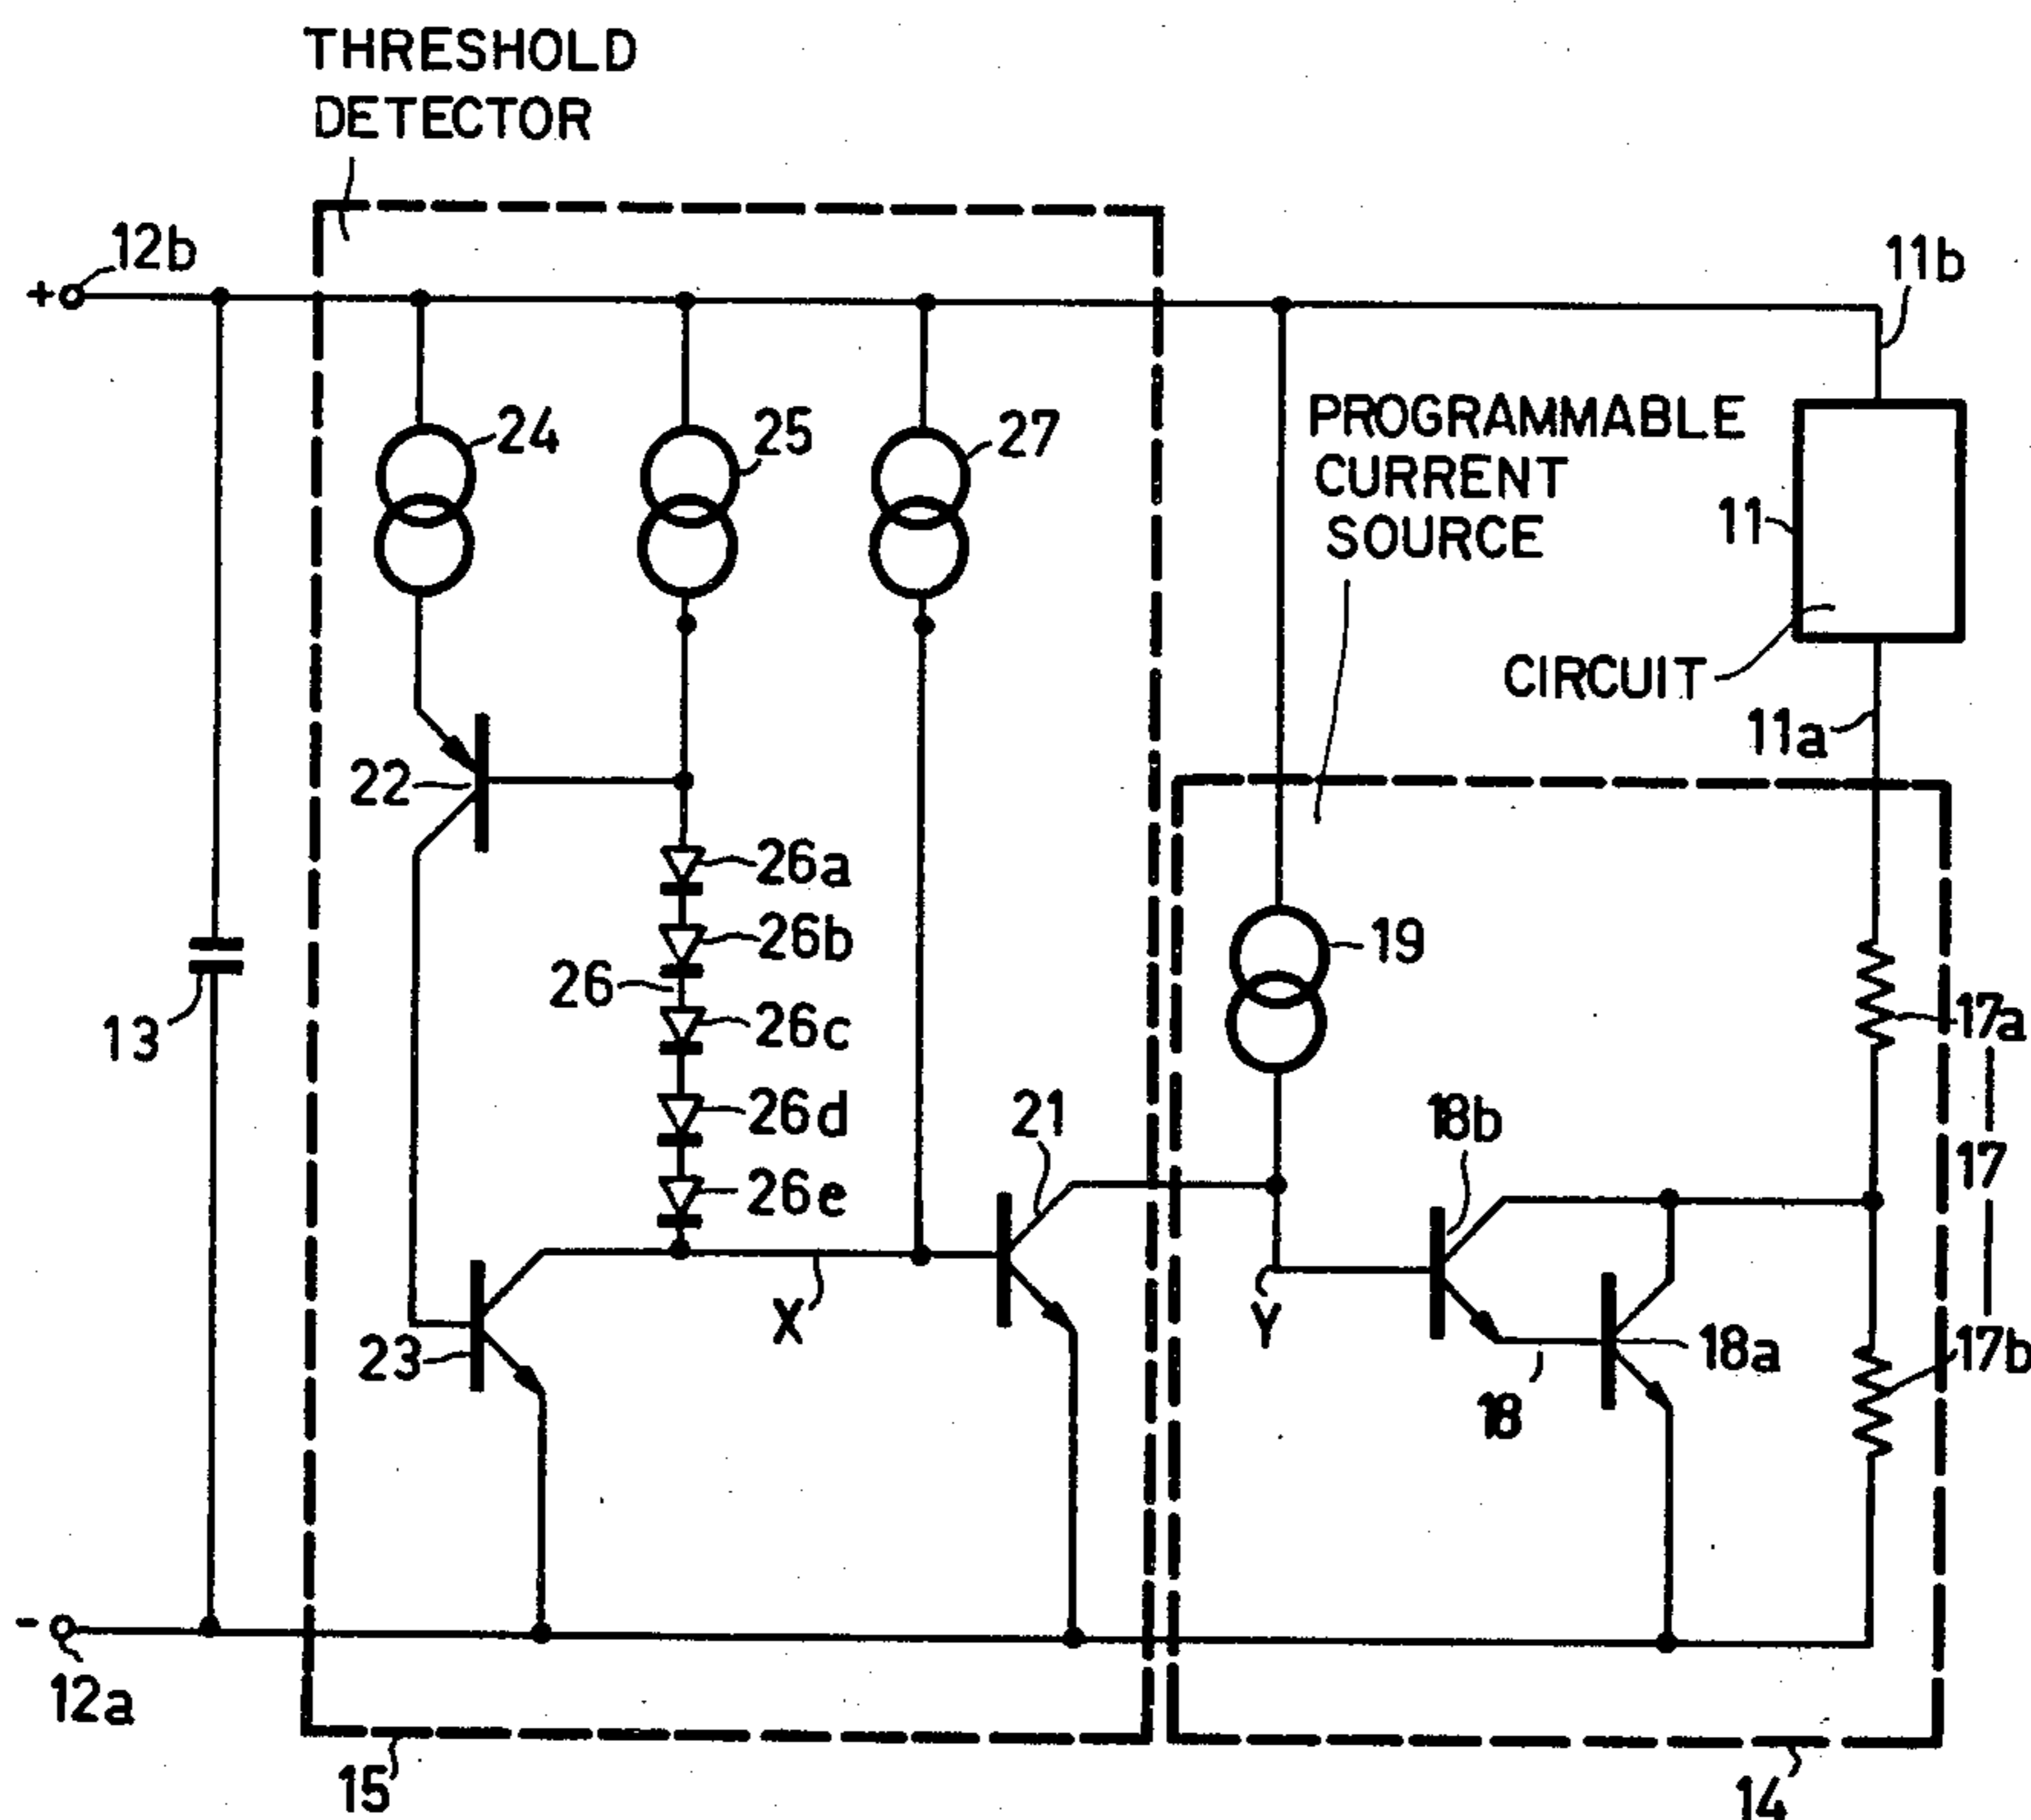 THRESHOLD
DETECTOR
12b
+
11b
24
25
27
PROGRAMMABLE
CURRENT
SOURCE
11
CIRCUIT
11a
22
26a
26b
19
26
26c
17a
13
26d
21
18b
26e
17
X
Y
23
18a
17b
18
-
12a
15
14